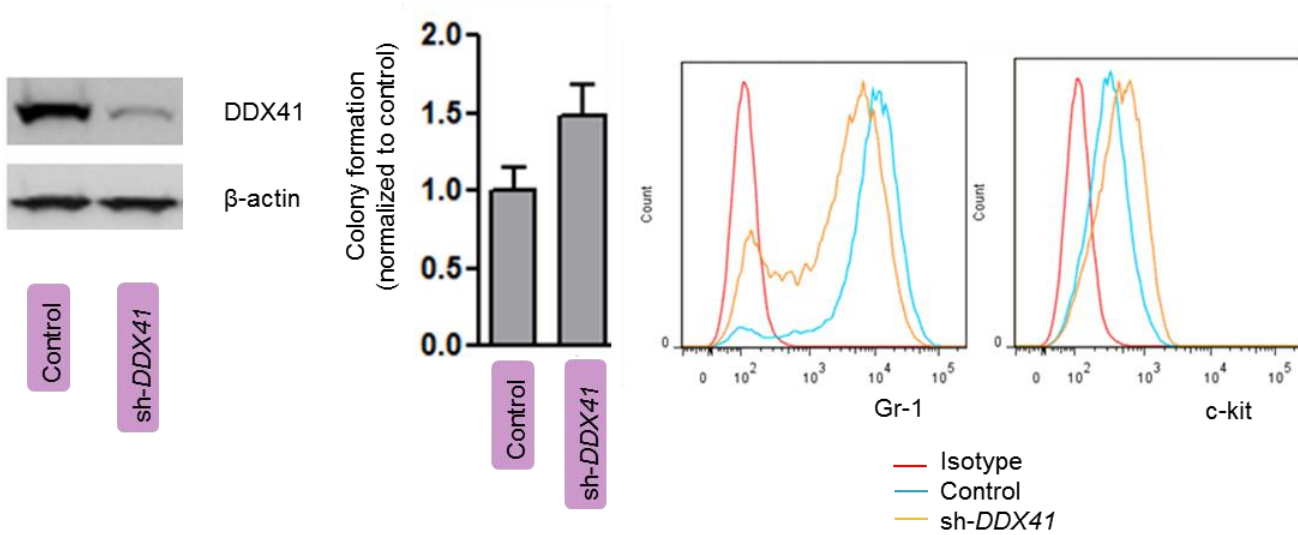 DDX41
β-actin
Control
sh-DDX41
Colony formation
(normalized to control)
2.0
1.5
1.0
0.5
0.0
Control
sh-DDX41
Count
0
0 10² 10³ 10⁴ 10⁵
Gr-1
Count
0
0 10² 10³ 10⁴ 10⁵
c-kit
Isotype
Control
sh-DDX41